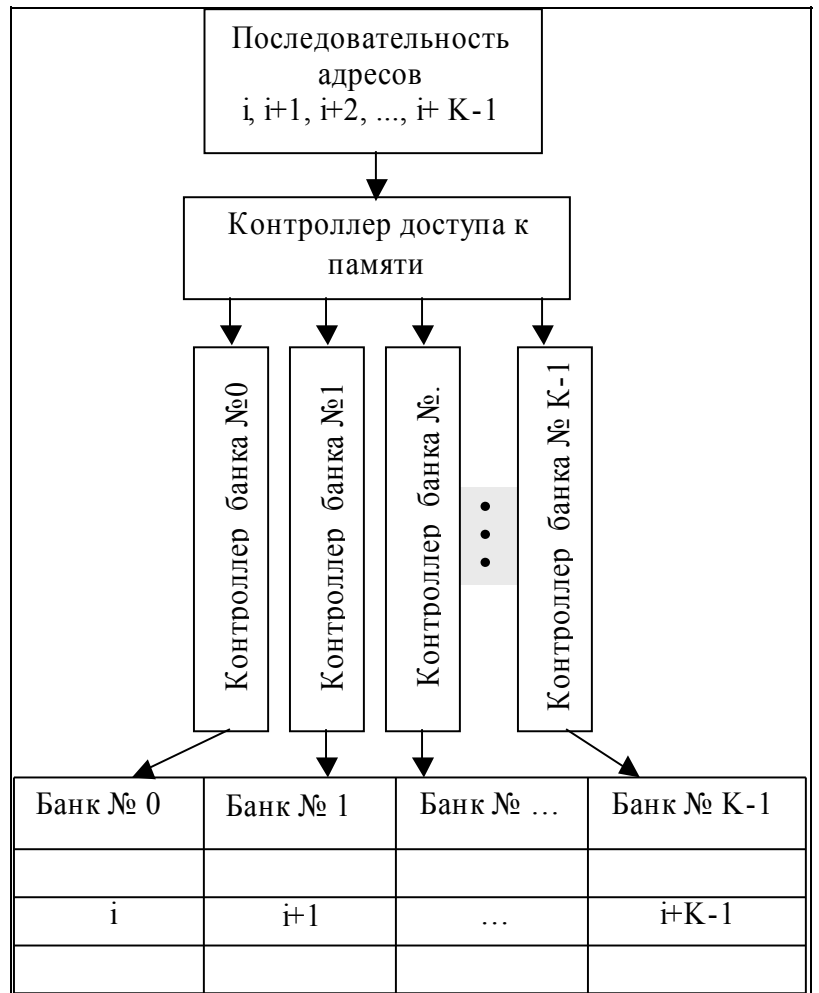 Последовательность
адресов
i, i+1, i+2, ..., i+ K-1
Контроллер доступа к
памяти
Контроллер банка №0
Контроллер банка №1
Контроллер банка №.
Контроллер банка № К-1
Банк № 0
Банк № 1
Банк № …
Банк № К-1
i
i+1
…
i+K-1